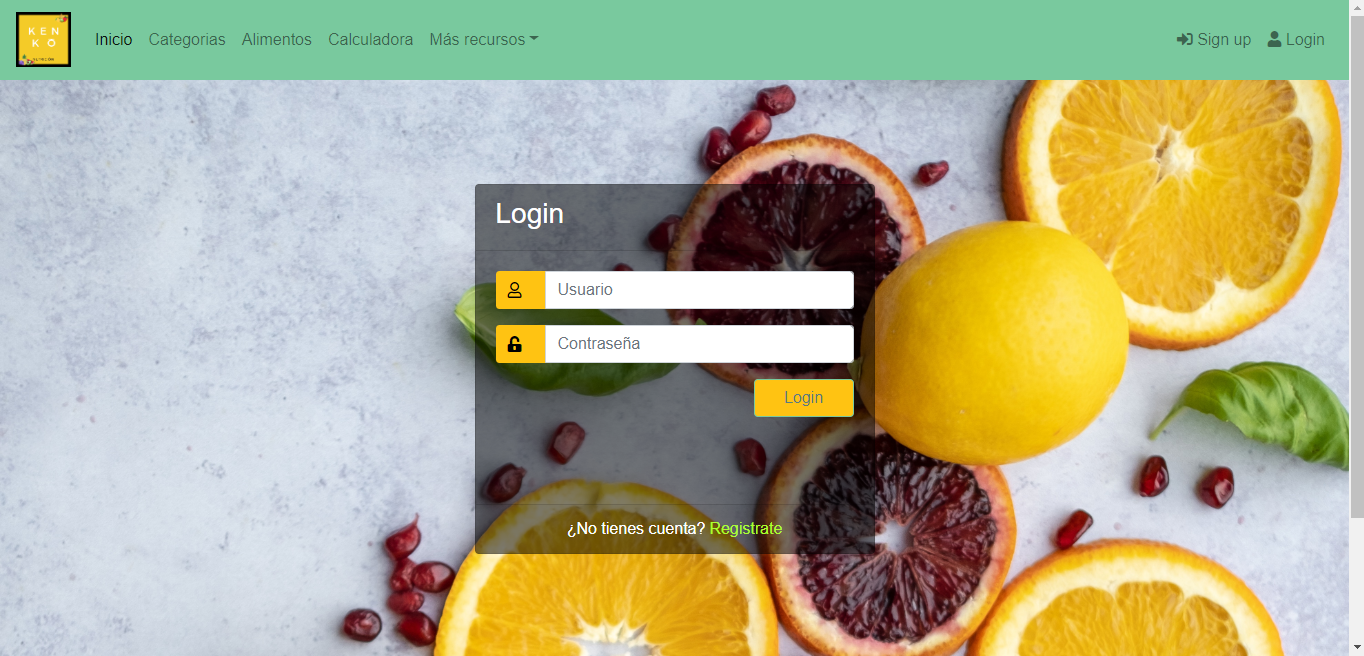 KEN
KO
Inicio Categorias Alimentos Calculadora Más recursos Sign up Login
Login
Usuario
Contraseña
Login
¿No tienes cuenta? Registrate